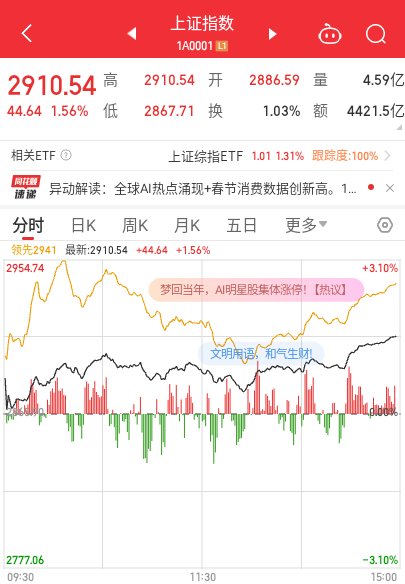 上证指数
1A0001 L1
2910.54 高 2910.54 开 2886.59 量 4.59亿
44.64 1.56% 低 2867.71 换 1.03% 额 4421.5亿
相关ETF ? 上证综指ETF 1.01 1.31% 跟踪度:100%
同花顺
速递
异动解读：全球AI热点涌现+春节消费数据创新高。1...
分时 日K 周K 月K 五日 更多
领先2941 最新:2910.54 +44.64 +1.56%
2954.74 +3.10%
梦回当年，AI明星股集体涨停!【热议】
文明用语，和气生财!
0.00%
2777.06 -3.10%
09:30 11:30 15:00